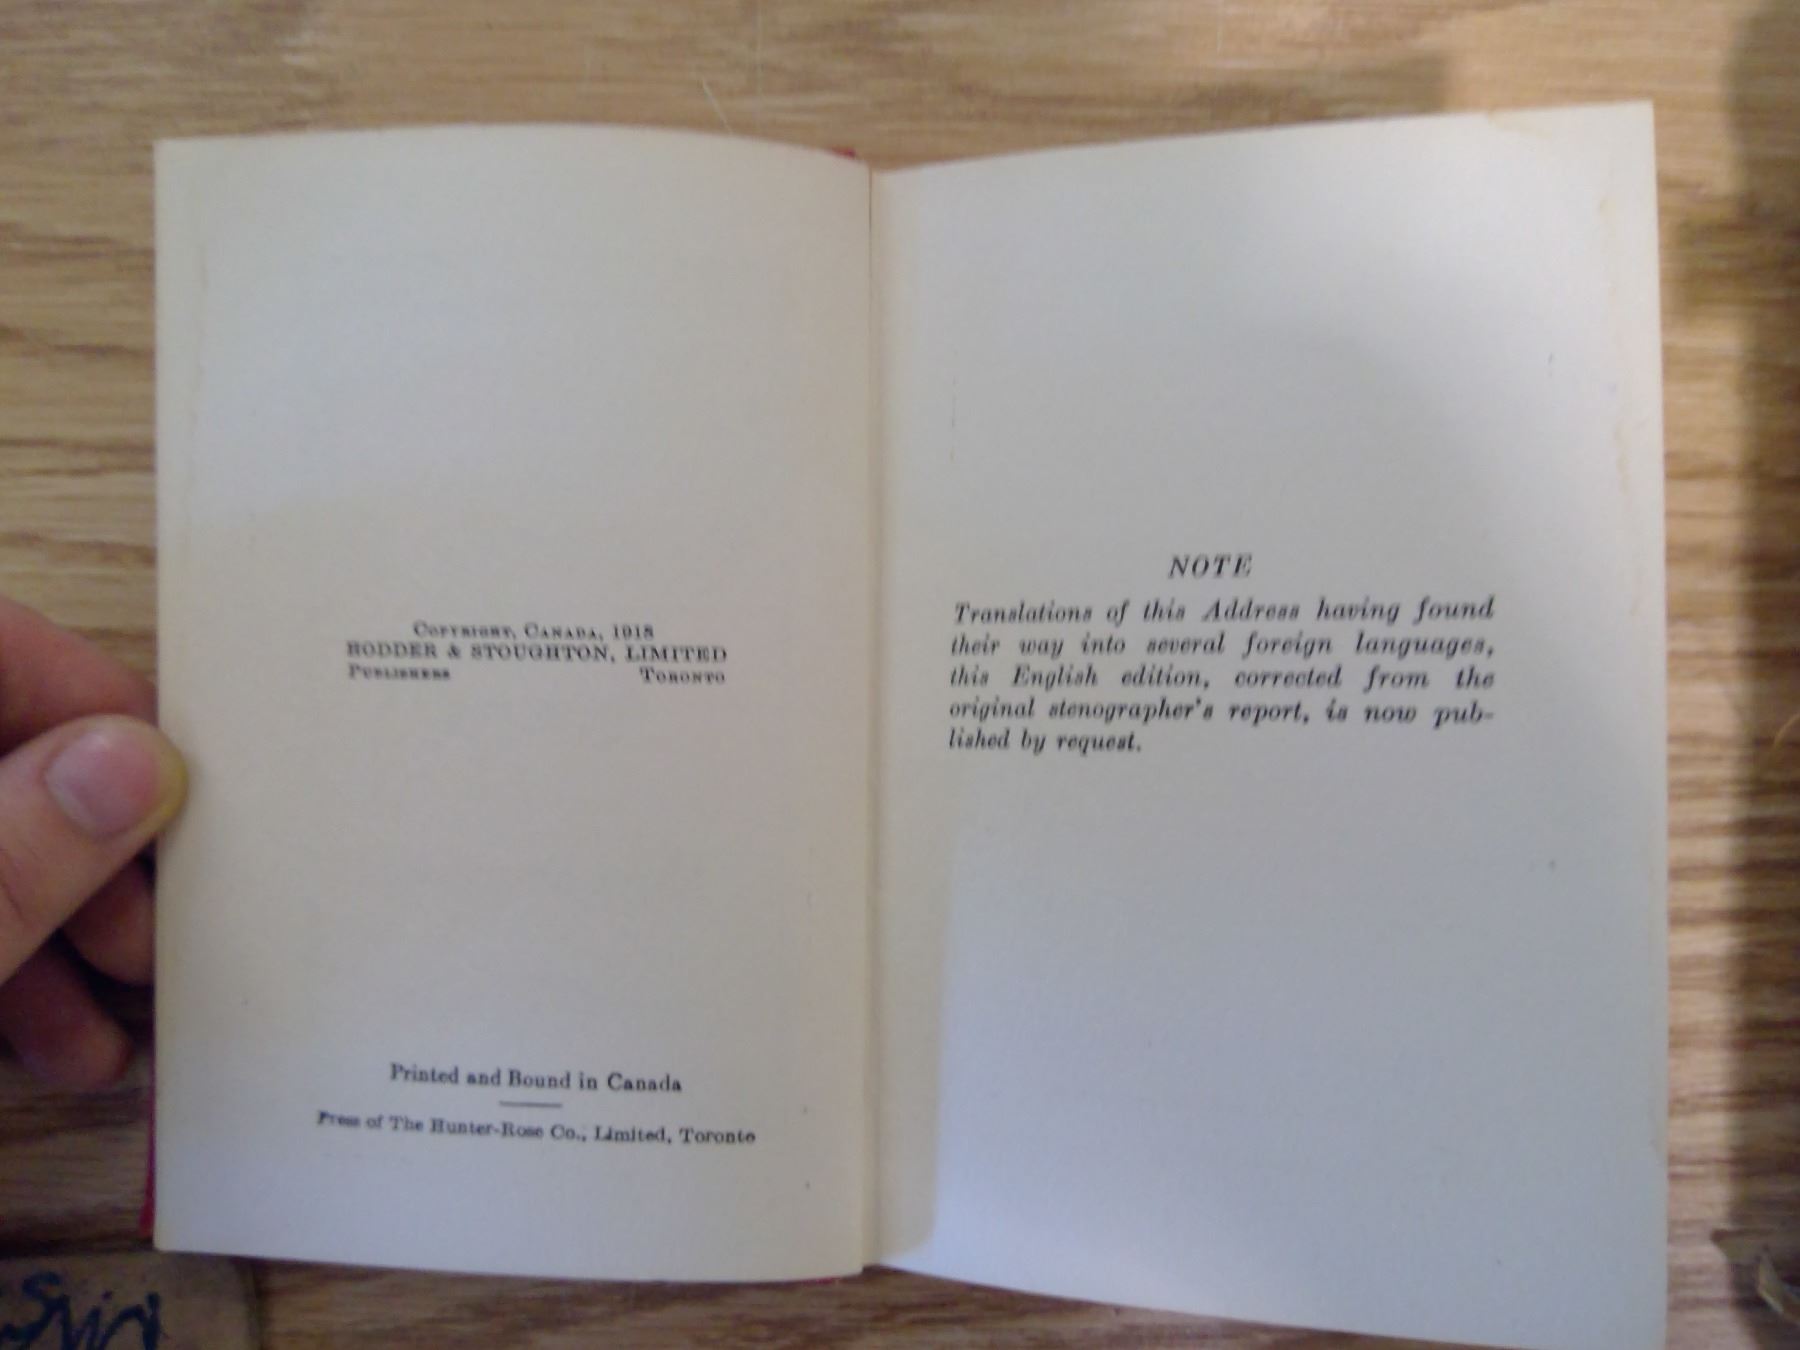 COPYRIGHT, CANADA, 1918
HODDER & STOUGHTON, LIMITED
PUBLISHERS TORONTO
Printed and Bound in Canada
Press of The Hunter-Rose Co., Limited, Toronto
NOTE
Translations of this Address having found
their way into several foreign languages,
this English edition, corrected from the
original stenographer's report, is now pub-
lished by request.